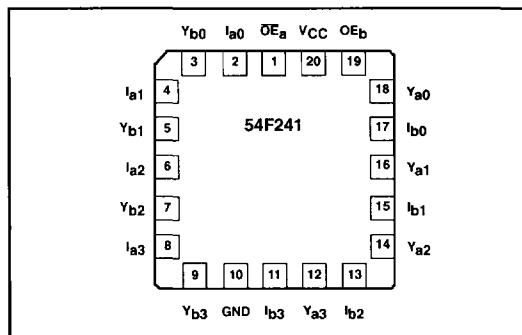 Yb0 Ia0 O̅E̅a VCC OEb
3 2 1 20 19
Ia1 4 18 Ya0
Yb1 5 54F241 17 Ib0
Ia2 6 16 Ya1
Yb2 7 15 Ib1
Ia3 8 14 Ya2
9 10 11 12 13
Yb3 GND Ib3 Ya3 Ib2